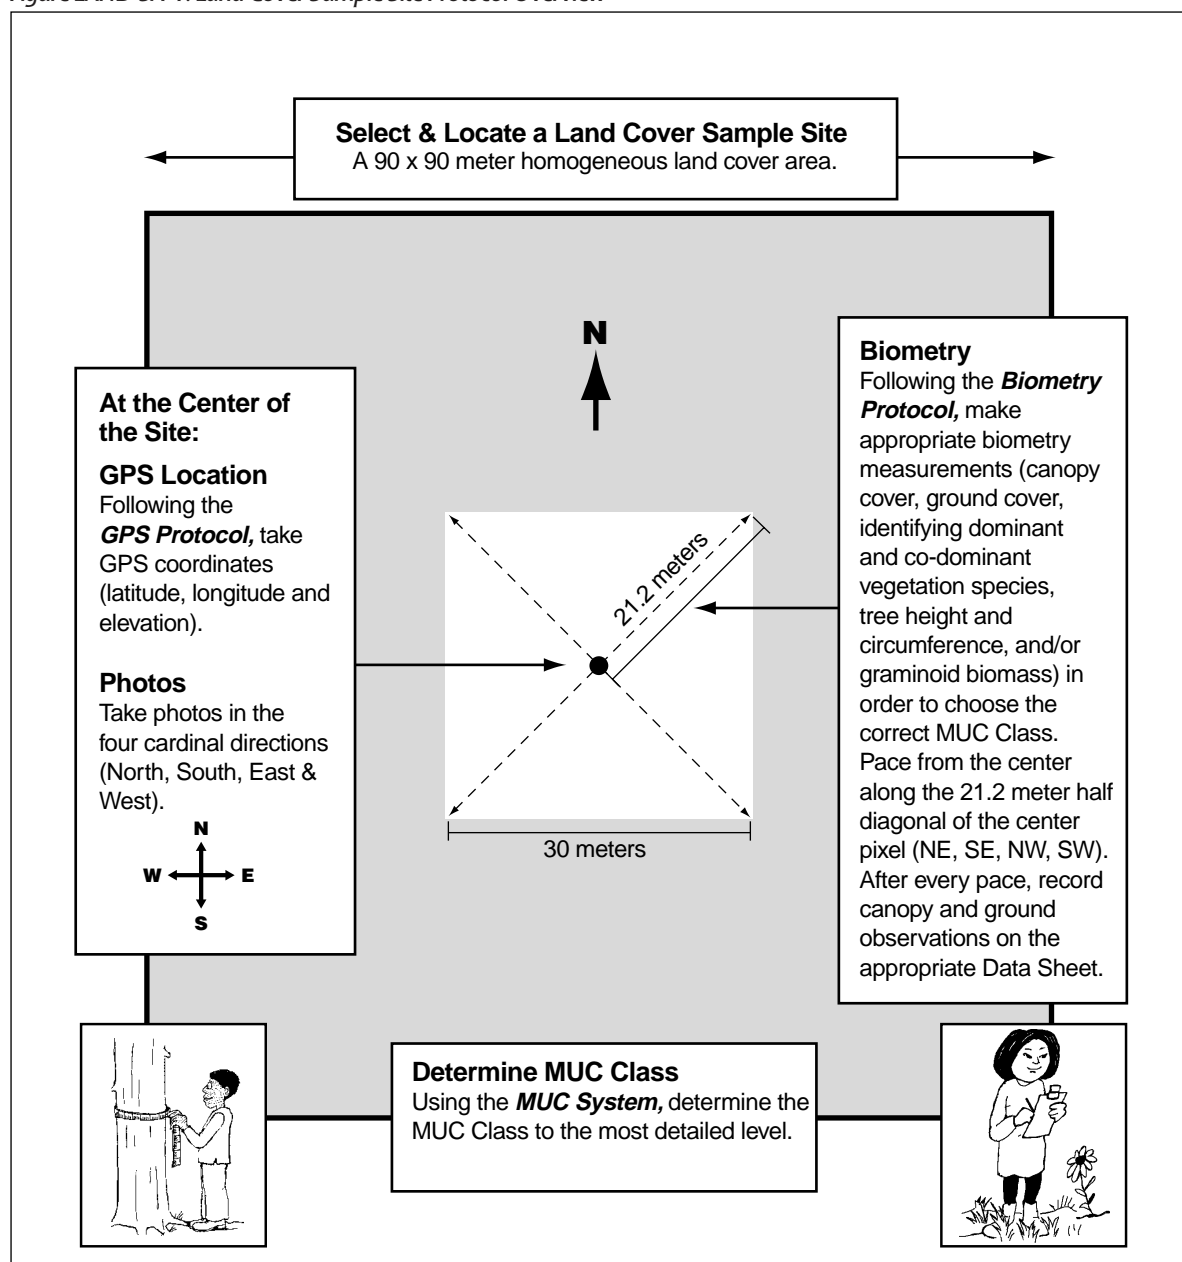 Select & Locate a Land Cover Sample Site
A 90 x 90 meter homogeneous land cover area.
N
At the Center of
the Site:
GPS Location
Following the
GPS Protocol, take
GPS coordinates
(latitude, longitude and
elevation).
Photos
Take photos in the
four cardinal directions
(North, South, East &
West).
N
W E
S
21.2 meters
30 meters
Biometry
Following the Biometry
Protocol, make
appropriate biometry
measurements (canopy
cover, ground cover,
identifying dominant
and co-dominant
vegetation species,
tree height and
circumference, and/or
graminoid biomass) in
order to choose the
correct MUC Class.
Pace from the center
along the 21.2 meter half
diagonal of the center
pixel (NE, SE, NW, SW).
After every pace, record
canopy and ground
observations on the
appropriate Data Sheet.
Determine MUC Class
Using the MUC System, determine the
MUC Class to the most detailed level.